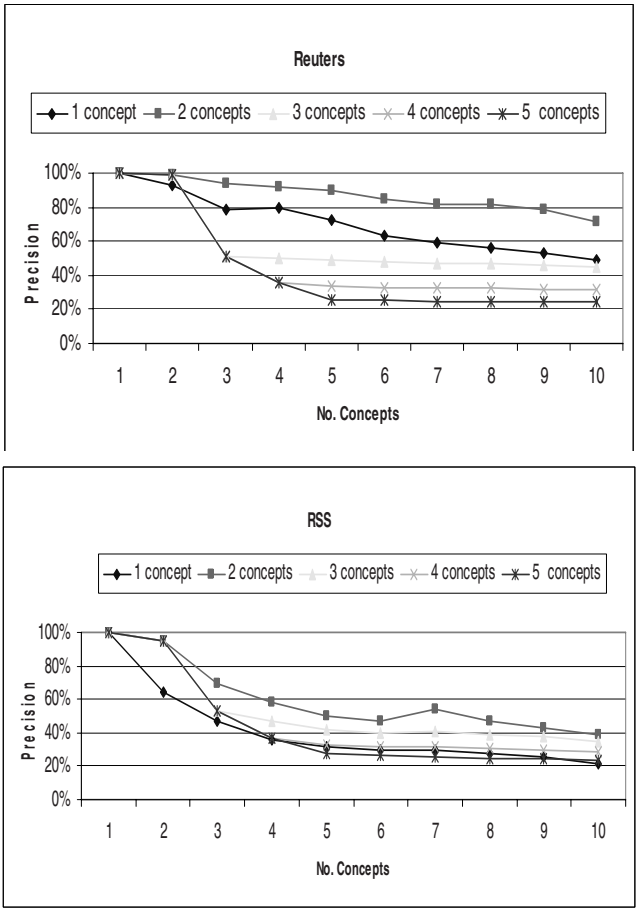 Reuters
1 concept 2 concepts 3 concepts 4 concepts 5 concepts
100%
80%
60%
40%
20%
0%
Precision
1 2 3 4 5 6 7 8 9 10
No. Concepts
RSS
1 concept 2 concepts 3 concepts 4 concepts 5 concepts
100%
80%
60%
40%
20%
0%
Precision
1 2 3 4 5 6 7 8 9 10
No. Concepts